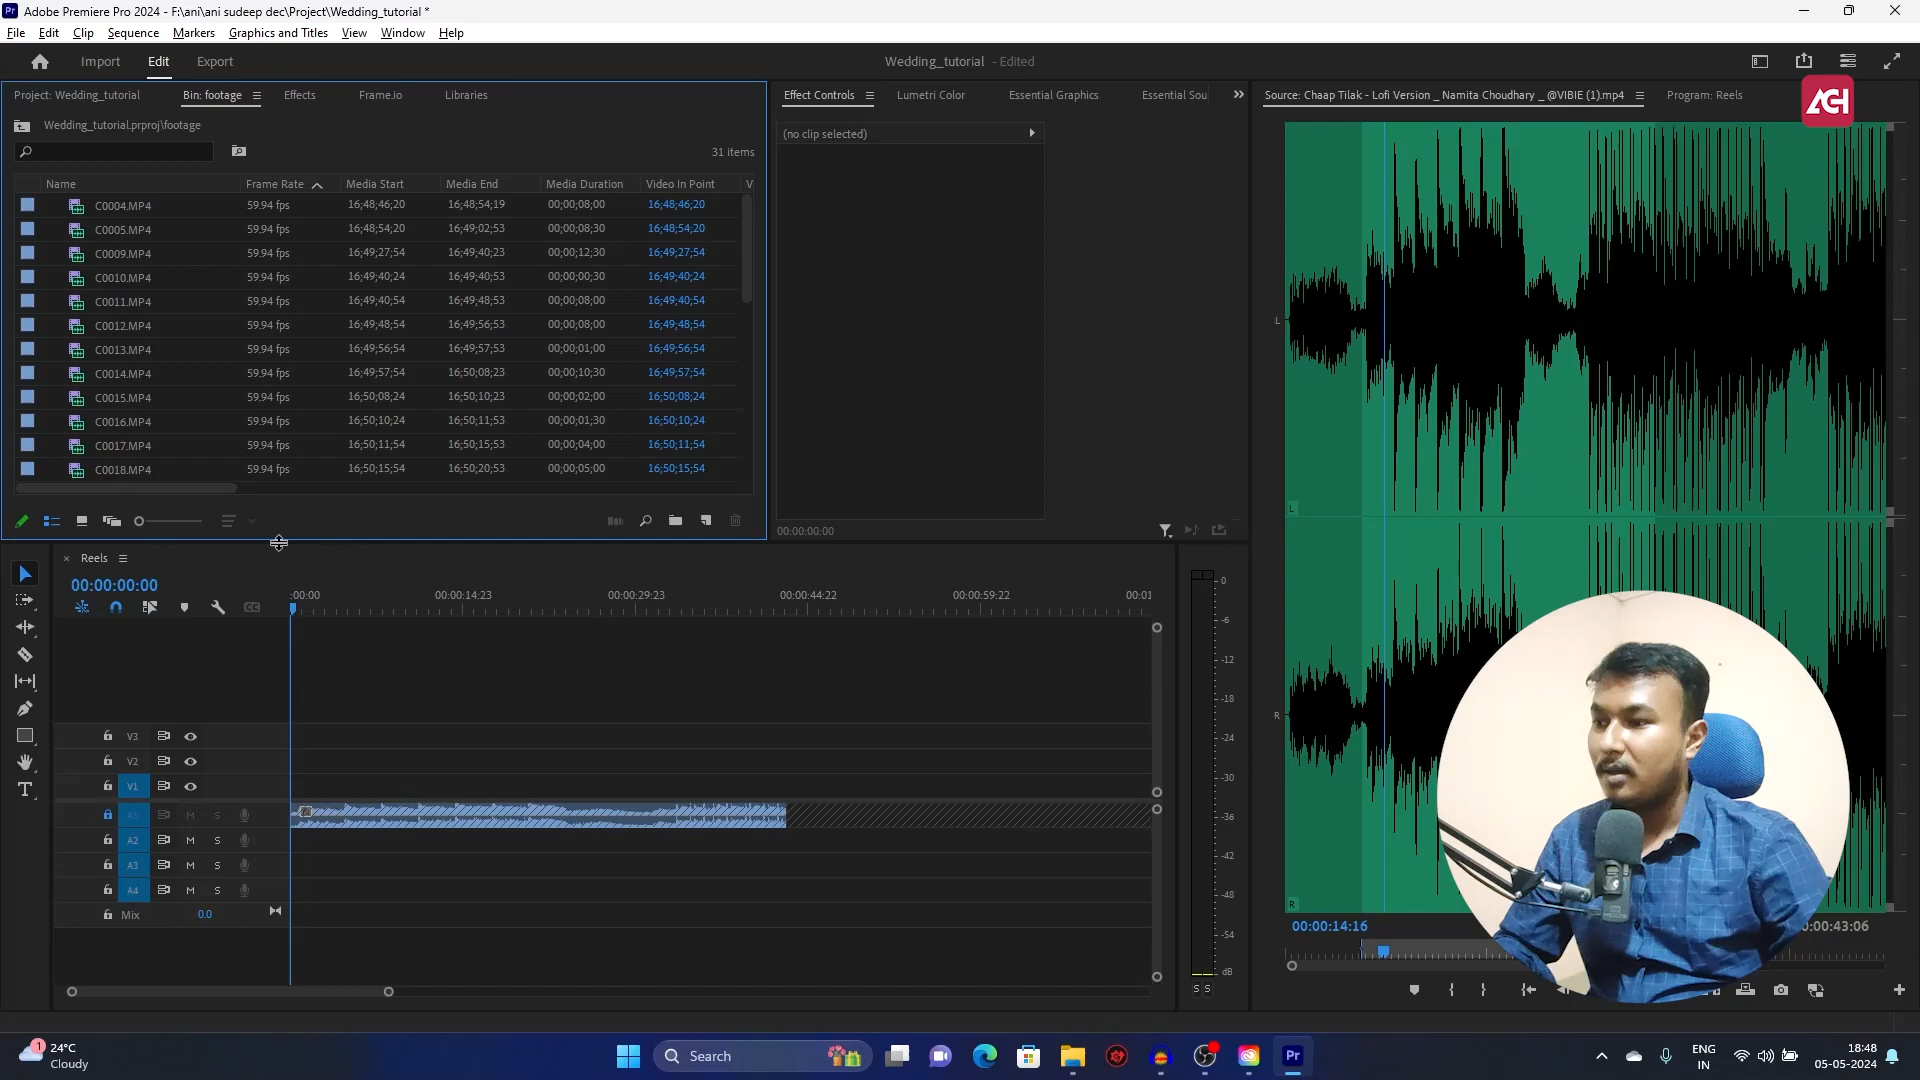 Adobe Premiere Pro 2024 - F:\ani\ani sudeep dec\Project\Wedding_tutorial *
File Edit Clip Sequence Markers Graphics and Titles View Window Help
Import Edit Export
Wedding_tutorial - Edited
Project: Wedding_tutorial Bin: footage Effects Frame.io Libraries
Wedding_tutorial.prproj\footage
31 items
Name Frame Rate Media Start Media End Media Duration Video In Point V
C0004.MP4 59.94 fps 16;48;46;20 16;48;54;19 00;00;08;00 16;48;46;20
C0005.MP4 59.94 fps 16;48;54;20 16;49;02;53 00;00;08;30 16;48;54;20
C0009.MP4 59.94 fps 16;49;27;54 16;49;40;23 00;00;12;30 16;49;27;54
C0010.MP4 59.94 fps 16;49;40;24 16;49;40;53 00;00;00;30 16;49;40;24
C0011.MP4 59.94 fps 16;49;40;54 16;49;48;53 00;00;08;00 16;49;40;54
C0012.MP4 59.94 fps 16;49;48;54 16;49;56;53 00;00;08;00 16;49;48;54
C0013.MP4 59.94 fps 16;49;56;54 16;49;57;53 00;00;01;00 16;49;56;54
C0014.MP4 59.94 fps 16;49;57;54 16;50;08;23 00;00;10;30 16;49;57;54
C0015.MP4 59.94 fps 16;50;08;24 16;50;10;23 00;00;02;00 16;50;08;24
C0016.MP4 59.94 fps 16;50;10;24 16;50;11;53 00;00;01;30 16;50;10;24
C0017.MP4 59.94 fps 16;50;11;54 16;50;15;53 00;00;04;00 16;50;11;54
C0018.MP4 59.94 fps 16;50;15;54 16;50;20;53 00;00;05;00 16;50;15;54
Effect Controls Lumetri Color Essential Graphics Essential Sou
(no clip selected)
00:00:00:00
Source: Chaap Tilak - Lofi Version _ Namita Choudhary _ @VIBIE (1).mp4 Program: Reels
ACI
L
L
R
R
00:00:14:16
0:00:43:06
Reels
00:00:00:00
:00:00 00:00:14:23 00:00:29:23 00:00:44:22 00:00:59:22 00:01
V3
V2
V1
A1 M S
A2 M S
A3 M S
A4 M S
Mix 0.0
0
-6
-12
-18
-24
-30
-36
-42
-48
-54
dB
S S
24°C
Cloudy
1
Search
Pr
ENG
IN
18:48
05-05-2024